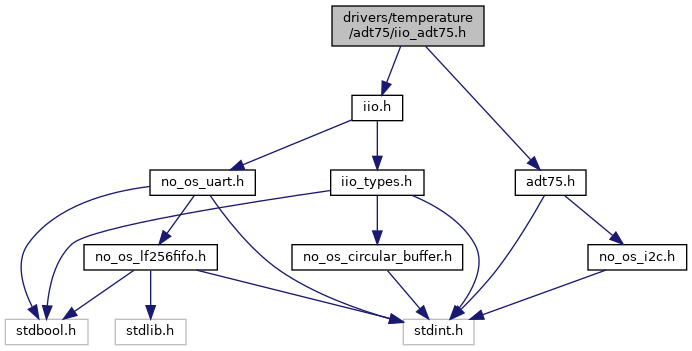 drivers/temperature
/adt75/iio_adt75.h
iio.h
no_os_uart.h
iio_types.h
adt75.h
no_os_lf256fifo.h
no_os_circular_buffer.h
no_os_i2c.h
stdbool.h
stdlib.h
stdint.h